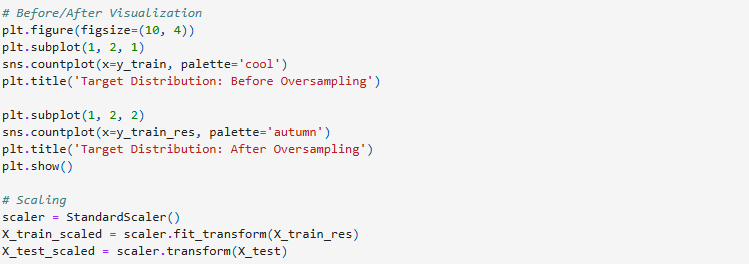 # Before/After Visualization
plt.figure(figsize=(10, 4))
plt.subplot(1, 2, 1)
sns.countplot(x=y_train, palette='cool')
plt.title('Target Distribution: Before Oversampling')

plt.subplot(1, 2, 2)
sns.countplot(x=y_train_res, palette='autumn')
plt.title('Target Distribution: After Oversampling')
plt.show()

# Scaling
scaler = StandardScaler()
X_train_scaled = scaler.fit_transform(X_train_res)
X_test_scaled = scaler.transform(X_test)